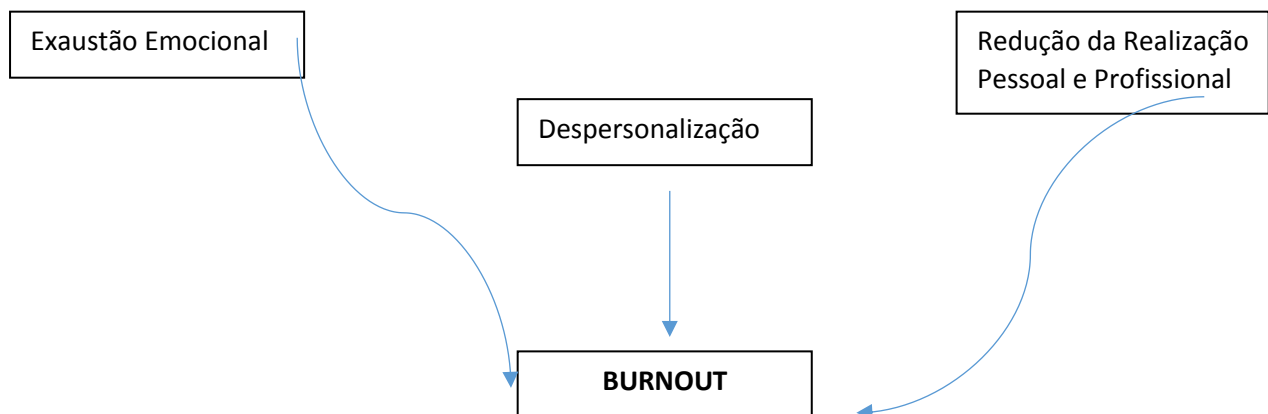 Exaustão Emocional
Redução da Realização
Pessoal e Profissional
Despersonalização
BURNOUT